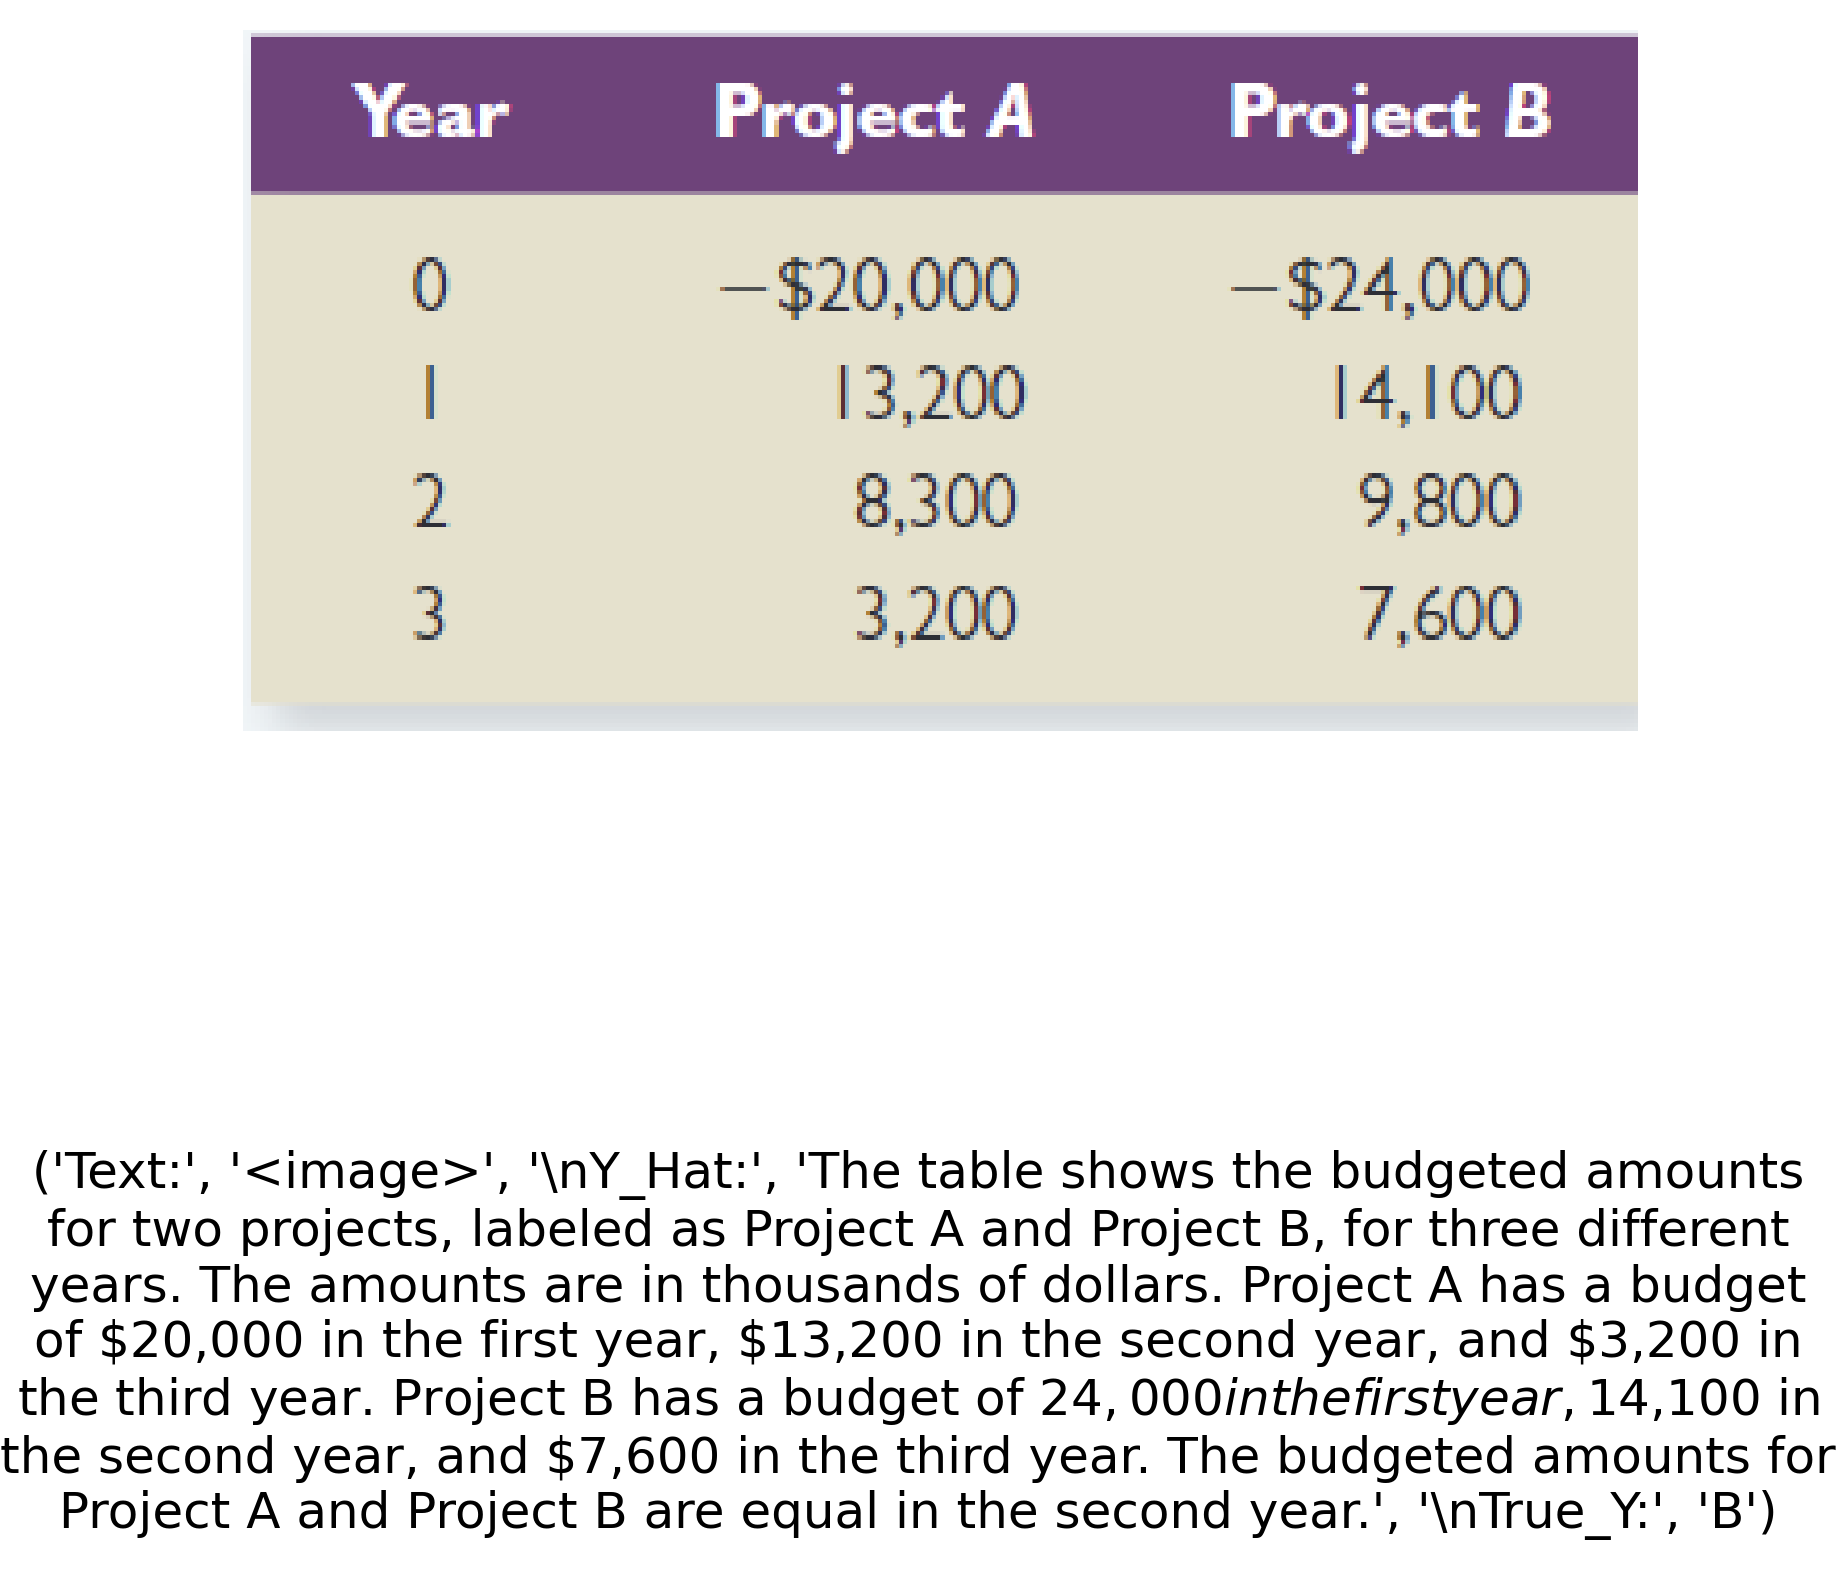 Year Project A Project B
0 −$20,000 −$24,000
1 13,200 14,100
2 8,300 9,800
3 3,200 7,600
('Text:', '<image>', '\nY_Hat:', 'The table shows the budgeted amounts
for two projects, labeled as Project A and Project B, for three different
years. The amounts are in thousands of dollars. Project A has a budget
of $20,000 in the first year, $13,200 in the second year, and $3,200 in
the third year. Project B has a budget of 24, 000inthefirstyear, 14,100 in
the second year, and $7,600 in the third year. The budgeted amounts for
Project A and Project B are equal in the second year.', '\nTrue_Y:', 'B')